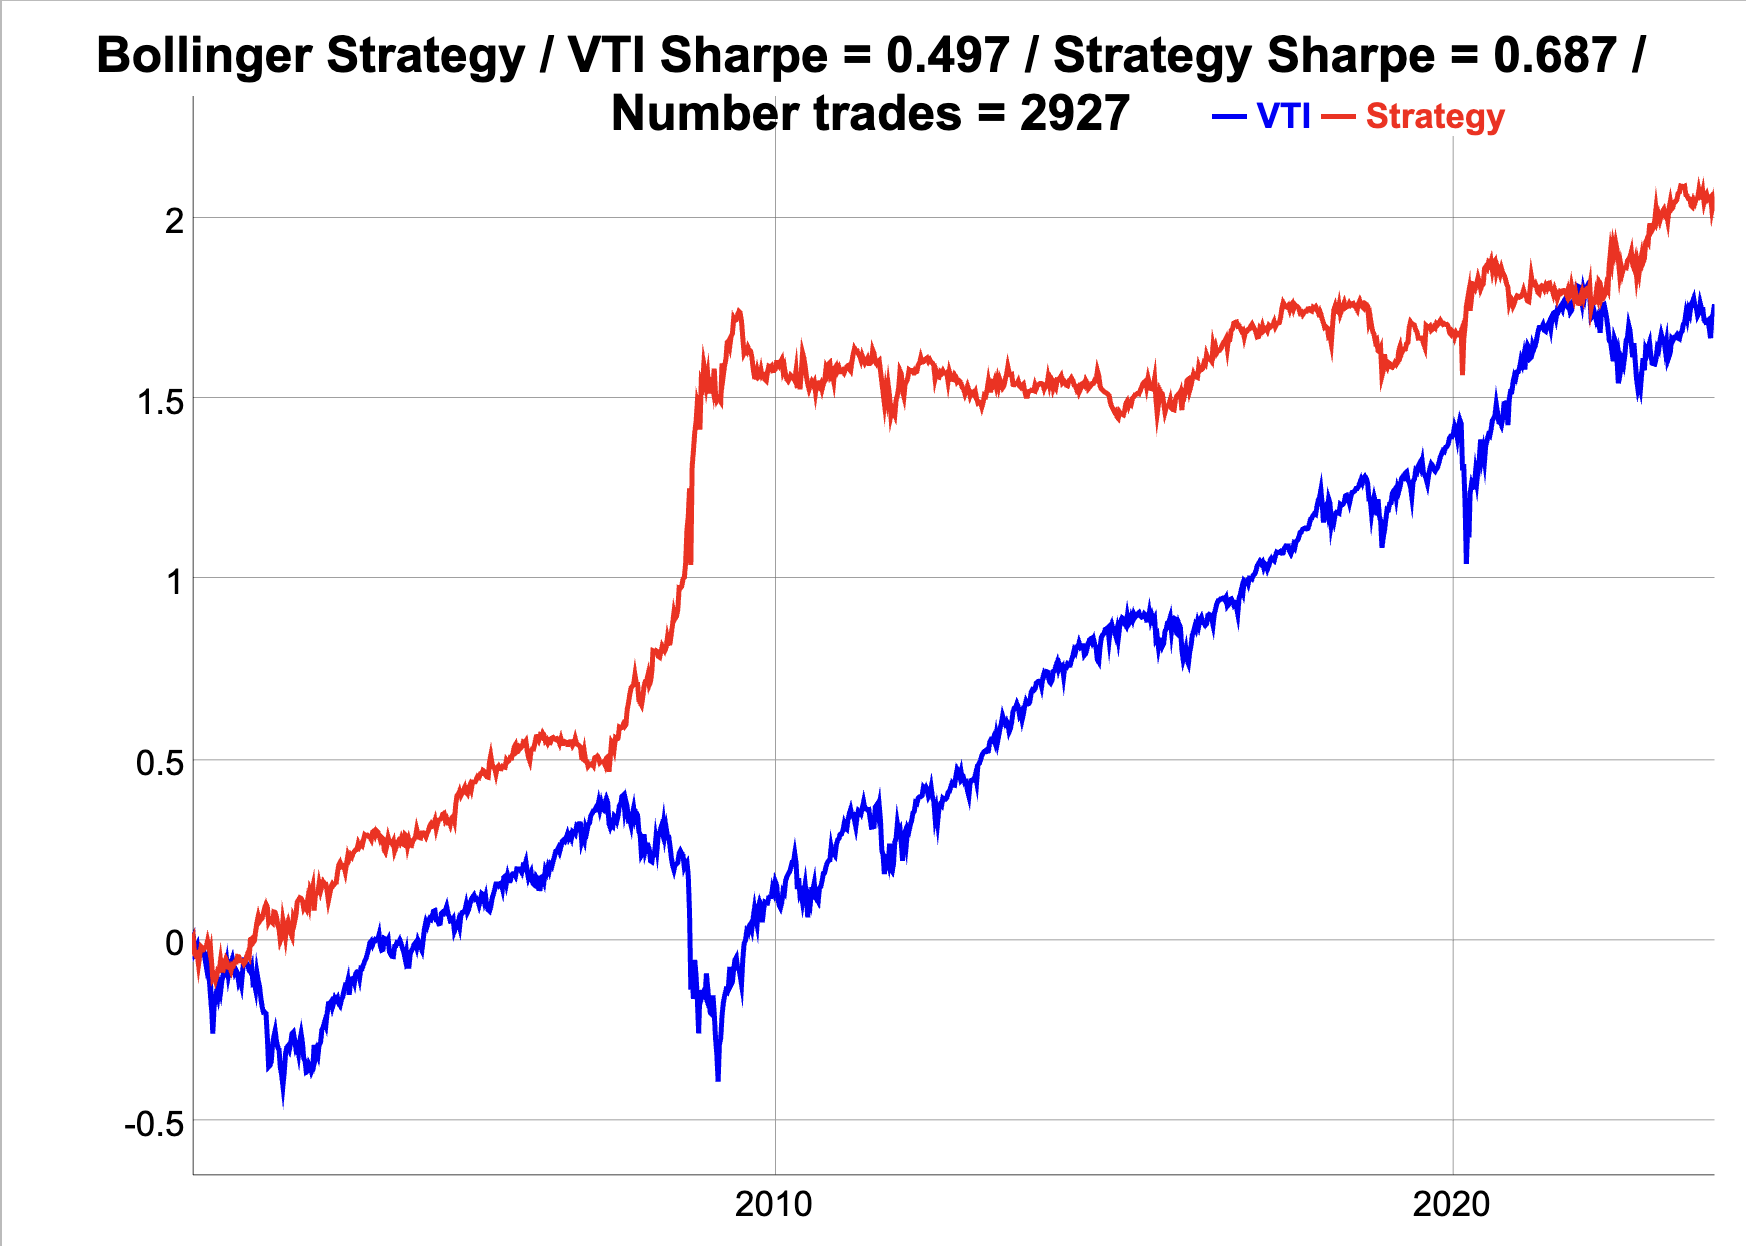 Bollinger Strategy / VTI Sharpe = 0.497 / Strategy Sharpe = 0.687 /
Number trades = 2927
VTI Strategy
2
1.5
1
0.5
0
-0.5
2010 2020